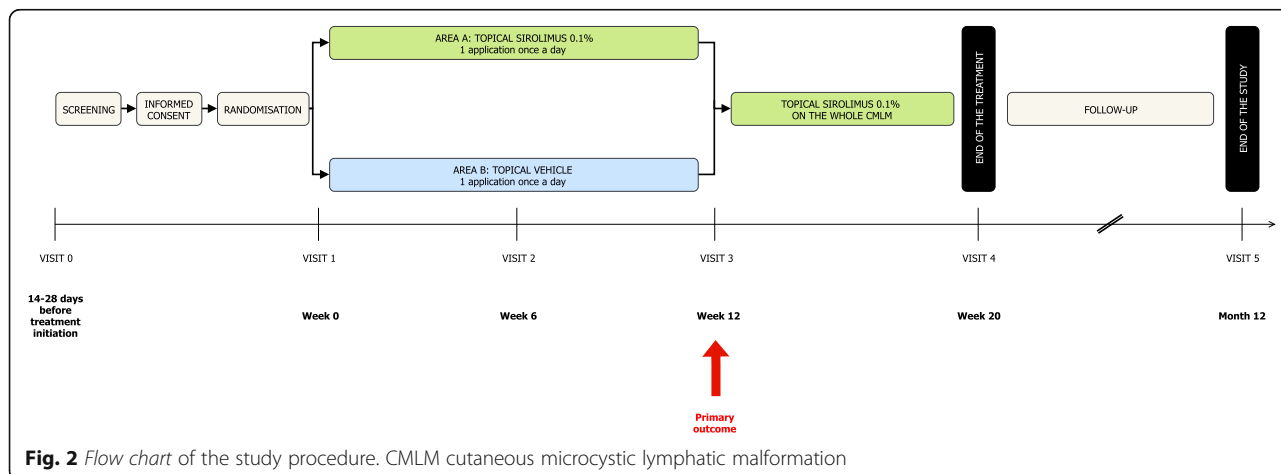 AREA A: TOPICAL SIROLIMUS 0.1%
1 application once a day
SCREENING
INFORMED
CONSENT
RANDOMISATION
TOPICAL SIROLIMUS 0.1%
ON THE WHOLE CMLM
END OF THE TREATMENT
FOLLOW-UP
END OF THE STUDY
AREA B: TOPICAL VEHICLE
1 application once a day
VISIT 0
VISIT 1
VISIT 2
VISIT 3
VISIT 4
VISIT 5
14-28 days
before
treatment
initiation
Week 0
Week 6
Week 12
Week 20
Month 12
Primary
outcome
Fig. 2 Flow chart of the study procedure. CMLM cutaneous microcystic lymphatic malformation